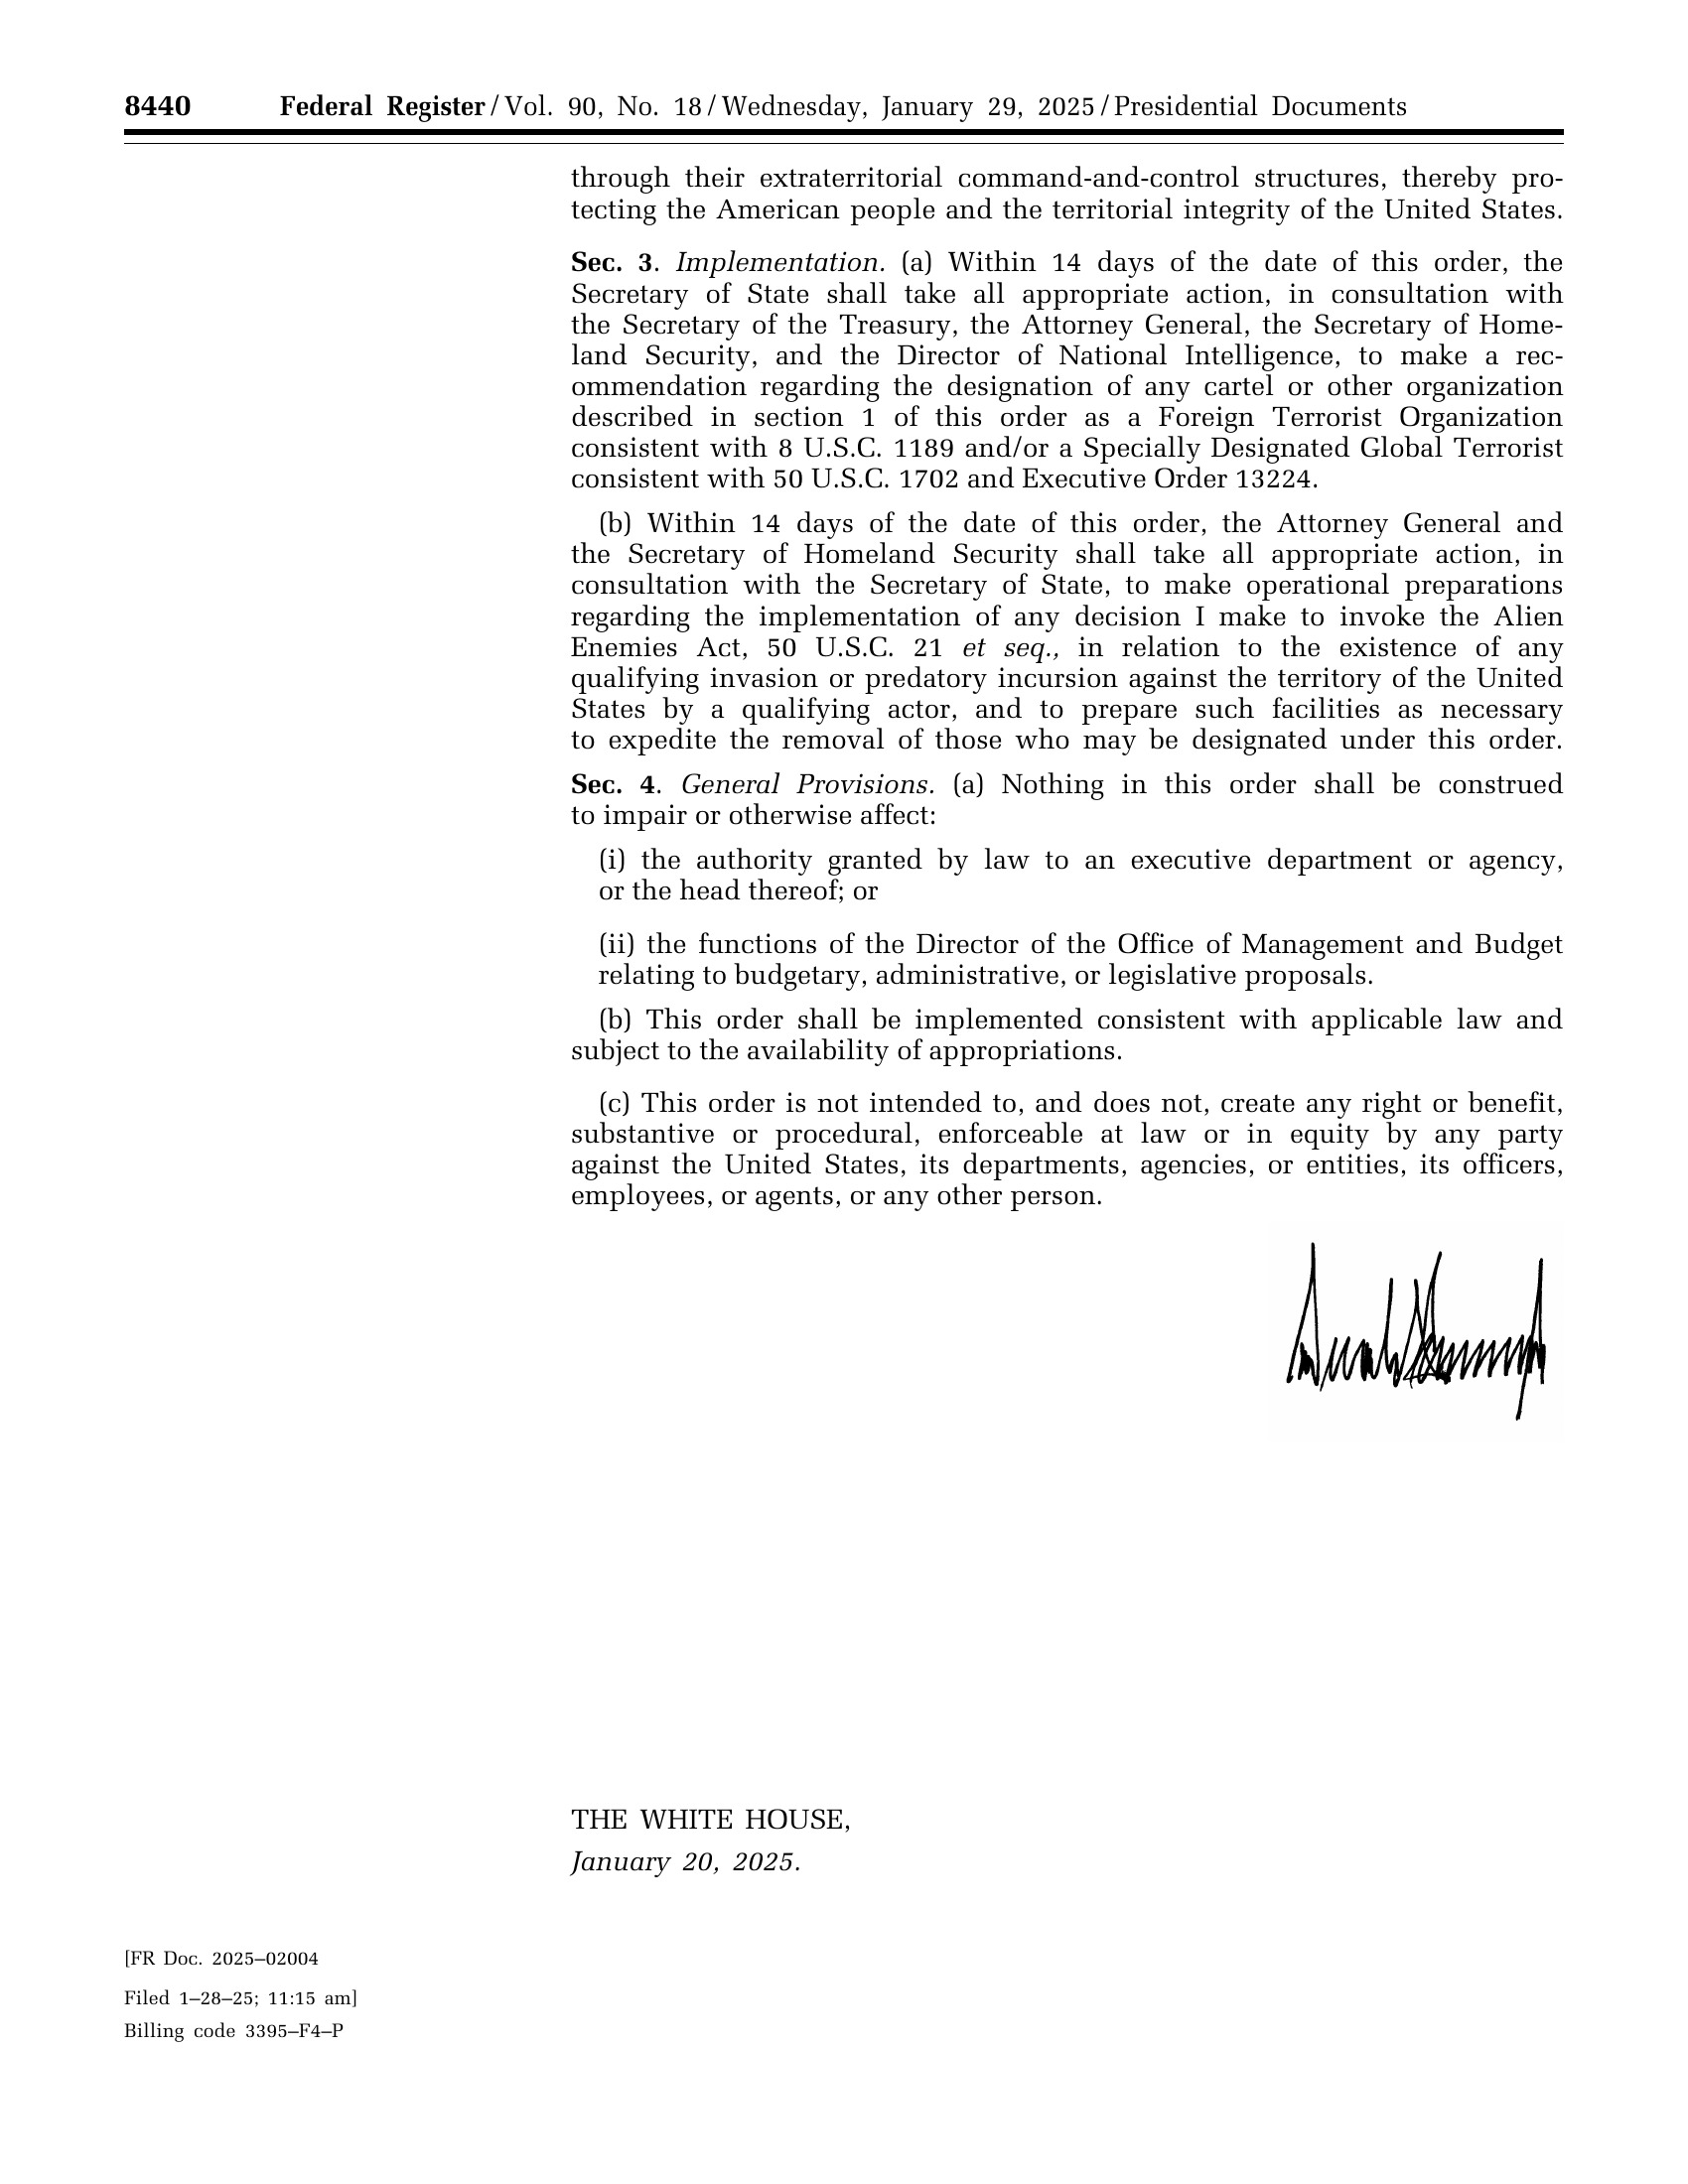 8440 Federal Register / Vol. 90, No. 18 / Wednesday, January 29, 2025 / Presidential Documents
through their extraterritorial command-and-control structures, thereby pro-
tecting the American people and the territorial integrity of the United States.
Sec. 3. Implementation. (a) Within 14 days of the date of this order, the
Secretary of State shall take all appropriate action, in consultation with
the Secretary of the Treasury, the Attorney General, the Secretary of Home-
land Security, and the Director of National Intelligence, to make a rec-
ommendation regarding the designation of any cartel or other organization
described in section 1 of this order as a Foreign Terrorist Organization
consistent with 8 U.S.C. 1189 and/or a Specially Designated Global Terrorist
consistent with 50 U.S.C. 1702 and Executive Order 13224.
(b) Within 14 days of the date of this order, the Attorney General and
the Secretary of Homeland Security shall take all appropriate action, in
consultation with the Secretary of State, to make operational preparations
regarding the implementation of any decision I make to invoke the Alien
Enemies Act, 50 U.S.C. 21 et seq., in relation to the existence of any
qualifying invasion or predatory incursion against the territory of the United
States by a qualifying actor, and to prepare such facilities as necessary
to expedite the removal of those who may be designated under this order.
Sec. 4. General Provisions. (a) Nothing in this order shall be construed
to impair or otherwise affect:
(i) the authority granted by law to an executive department or agency,
or the head thereof; or
(ii) the functions of the Director of the Office of Management and Budget
relating to budgetary, administrative, or legislative proposals.
(b) This order shall be implemented consistent with applicable law and
subject to the availability of appropriations.
(c) This order is not intended to, and does not, create any right or benefit,
substantive or procedural, enforceable at law or in equity by any party
against the United States, its departments, agencies, or entities, its officers,
employees, or agents, or any other person.
THE WHITE HOUSE,
January 20, 2025.
[FR Doc. 2025–02004
Filed 1–28–25; 11:15 am]
Billing code 3395–F4–P